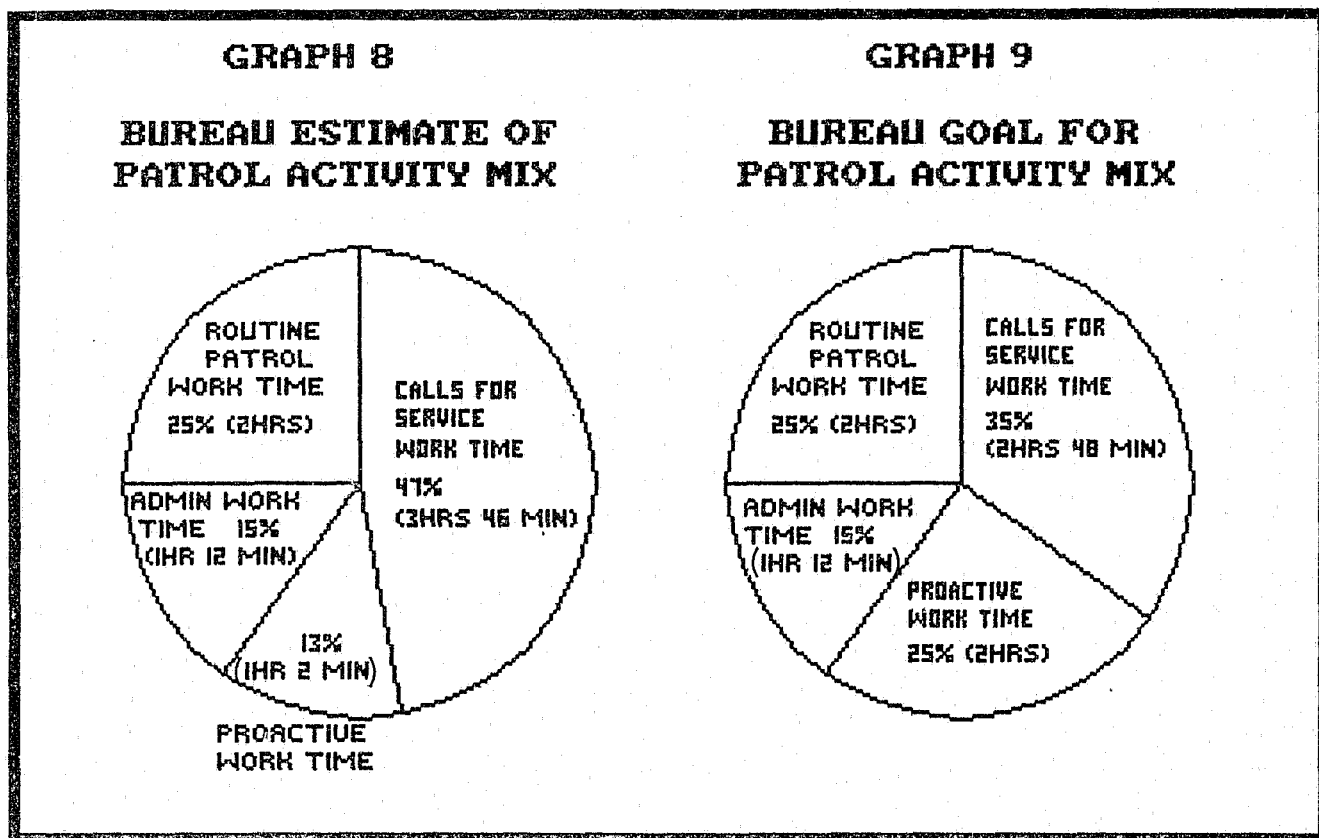 GRAPH 8
BUREAU ESTIMATE OF
PATROL ACTIVITY MIX
ROUTINE
PATROL
WORK TIME
25% (2HRS)
CALLS FOR
SERVICE
WORK TIME
47%
(3HRS 46 MIN)
ADMIN WORK
TIME 15%
(1HR 12 MIN)
13%
(1HR 2 MIN)
PROACTIVE
WORK TIME
GRAPH 9
BUREAU GOAL FOR
PATROL ACTIVITY MIX
ROUTINE
PATROL
WORK TIME
25% (2HRS)
CALLS FOR
SERVICE
WORK TIME
35%
(2HRS 48 MIN)
ADMIN WORK
TIME 15%
(1HR 12 MIN)
PROACTIVE
WORK TIME
25% (2HRS)